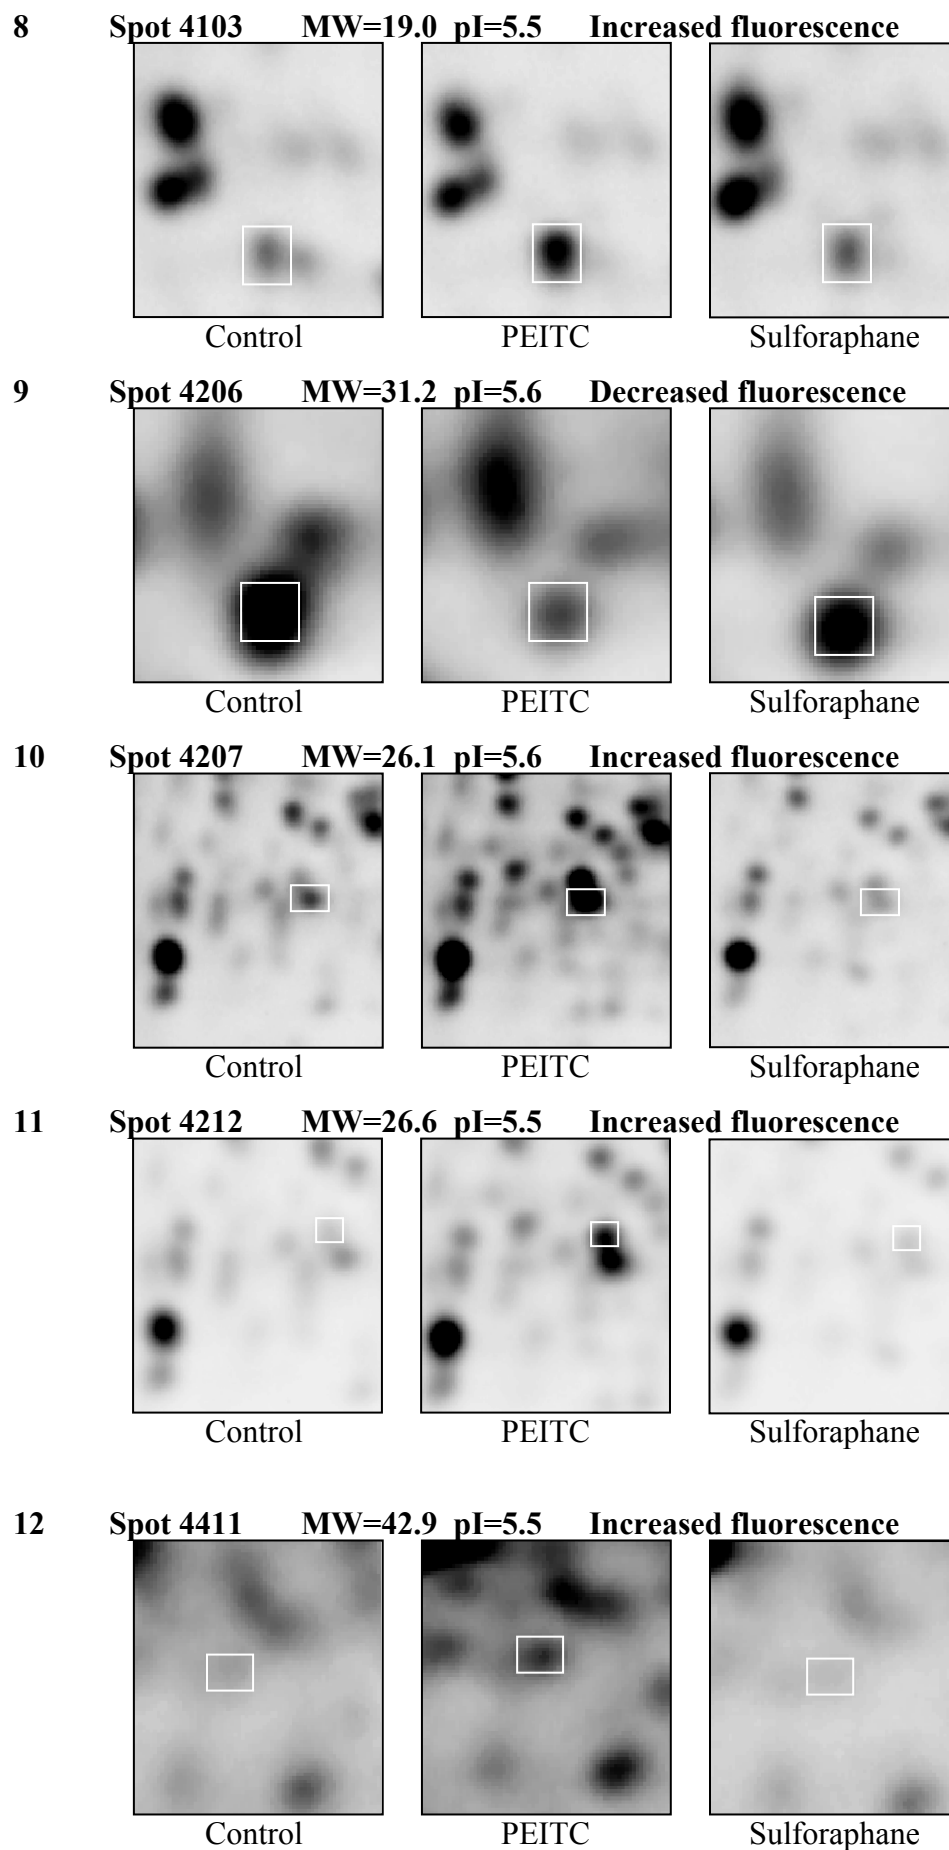 8 Spot 4103 MW=19.0 pI=5.5 Increased fluorescence
Control PEITC Sulforaphane
9 Spot 4206 MW=31.2 pI=5.6 Decreased fluorescence
Control PEITC Sulforaphane
10 Spot 4207 MW=26.1 pI=5.6 Increased fluorescence
Control PEITC Sulforaphane
11 Spot 4212 MW=26.6 pI=5.5 Increased fluorescence
Control PEITC Sulforaphane
12 Spot 4411 MW=42.9 pI=5.5 Increased fluorescence
Control PEITC Sulforaphane